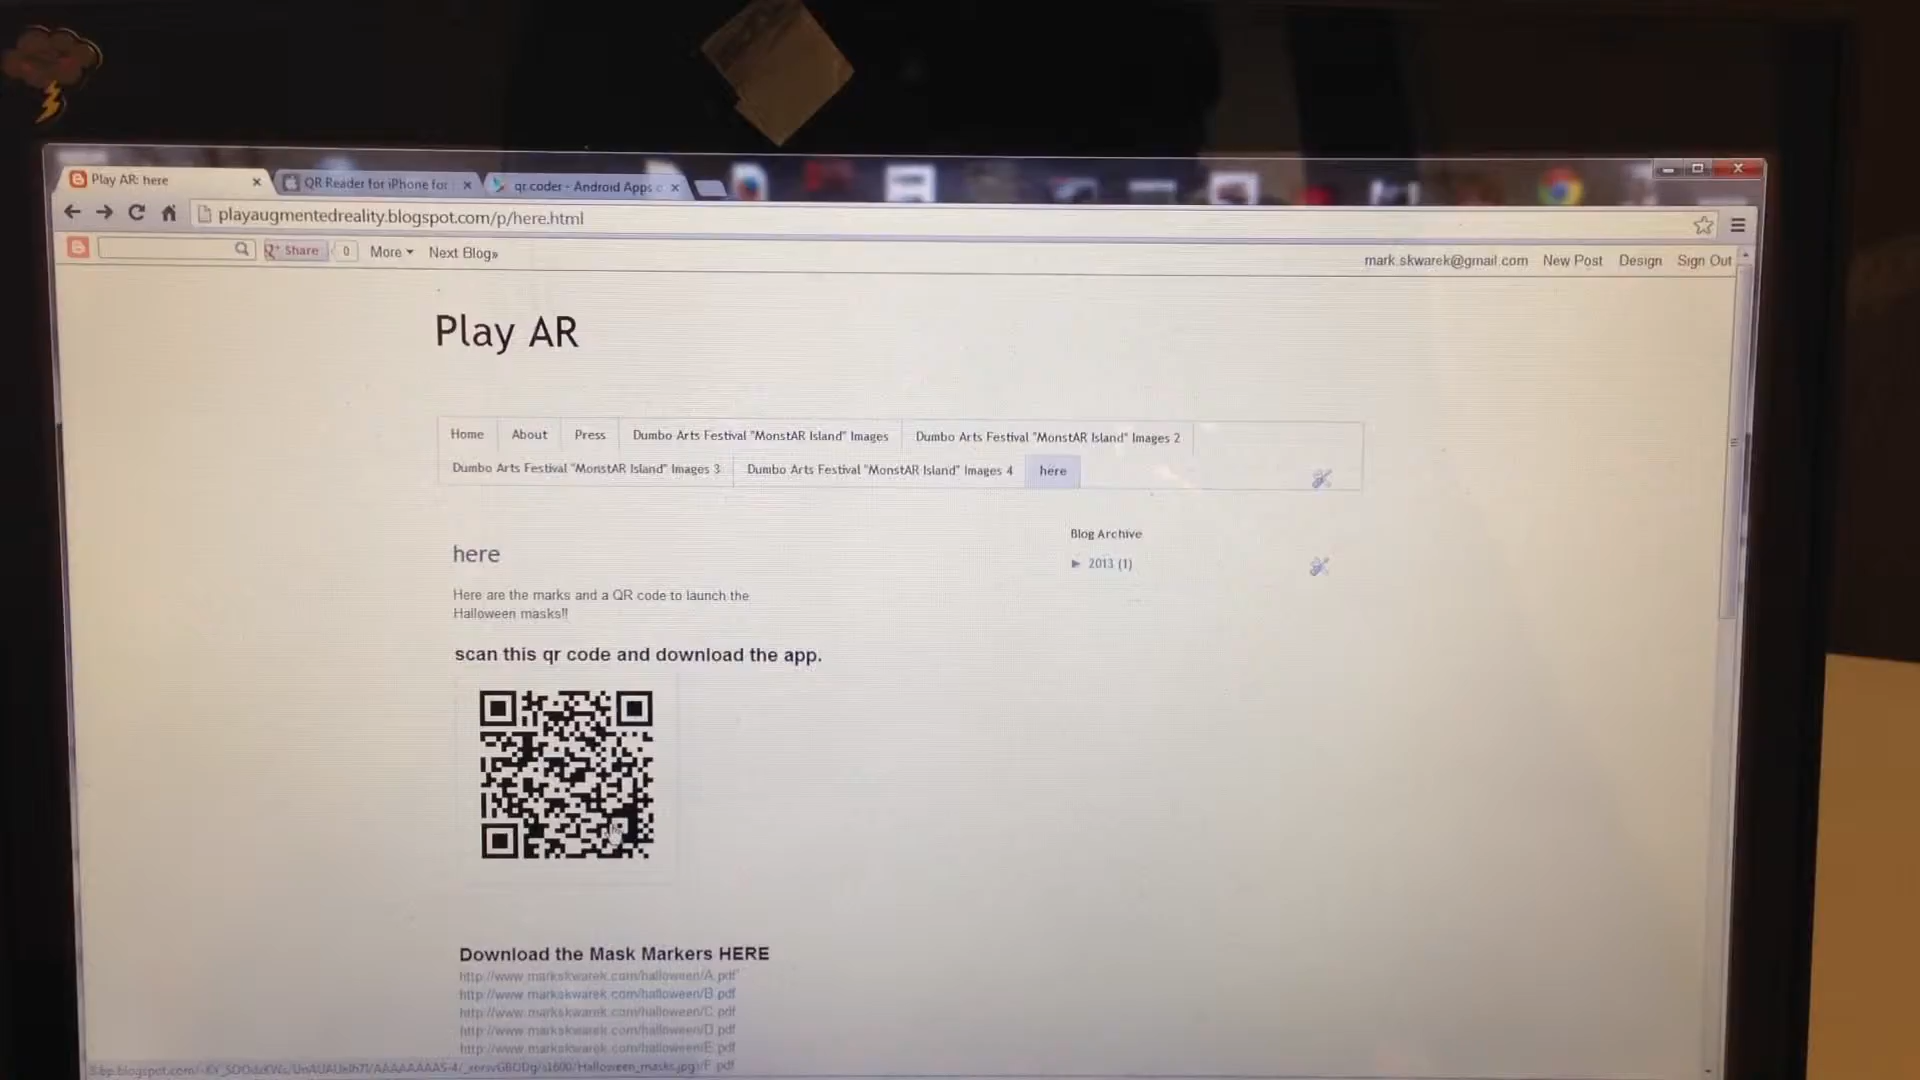 Play AR: here
QR Reader for iPhone for
qr coder - Android Apps o
playaugmentedreality.blogspot.com/p/here.html
Share 0 More Next Blog»
mark.skwarek@gmail.com New Post Design Sign Out
Play AR
Home About Press Dumbo Arts Festival "MonstAR Island" Images Dumbo Arts Festival "MonstAR Island" Images 2
Dumbo Arts Festival "MonstAR Island" Images 3 Dumbo Arts Festival "MonstAR Island" Images 4 here
Blog Archive
► 2013 (1)
here
Here are the marks and a QR code to launch the
Halloween masks!!
scan this qr code and download the app.
Download the Mask Markers HERE
http://www.markskwarek.com/halloween/A.pdf
http://www.markskwarek.com/halloween/B.pdf
http://www.markskwarek.com/halloween/C.pdf
http://www.markskwarek.com/halloween/D.pdf
http://www.markskwarek.com/halloween/E.pdf